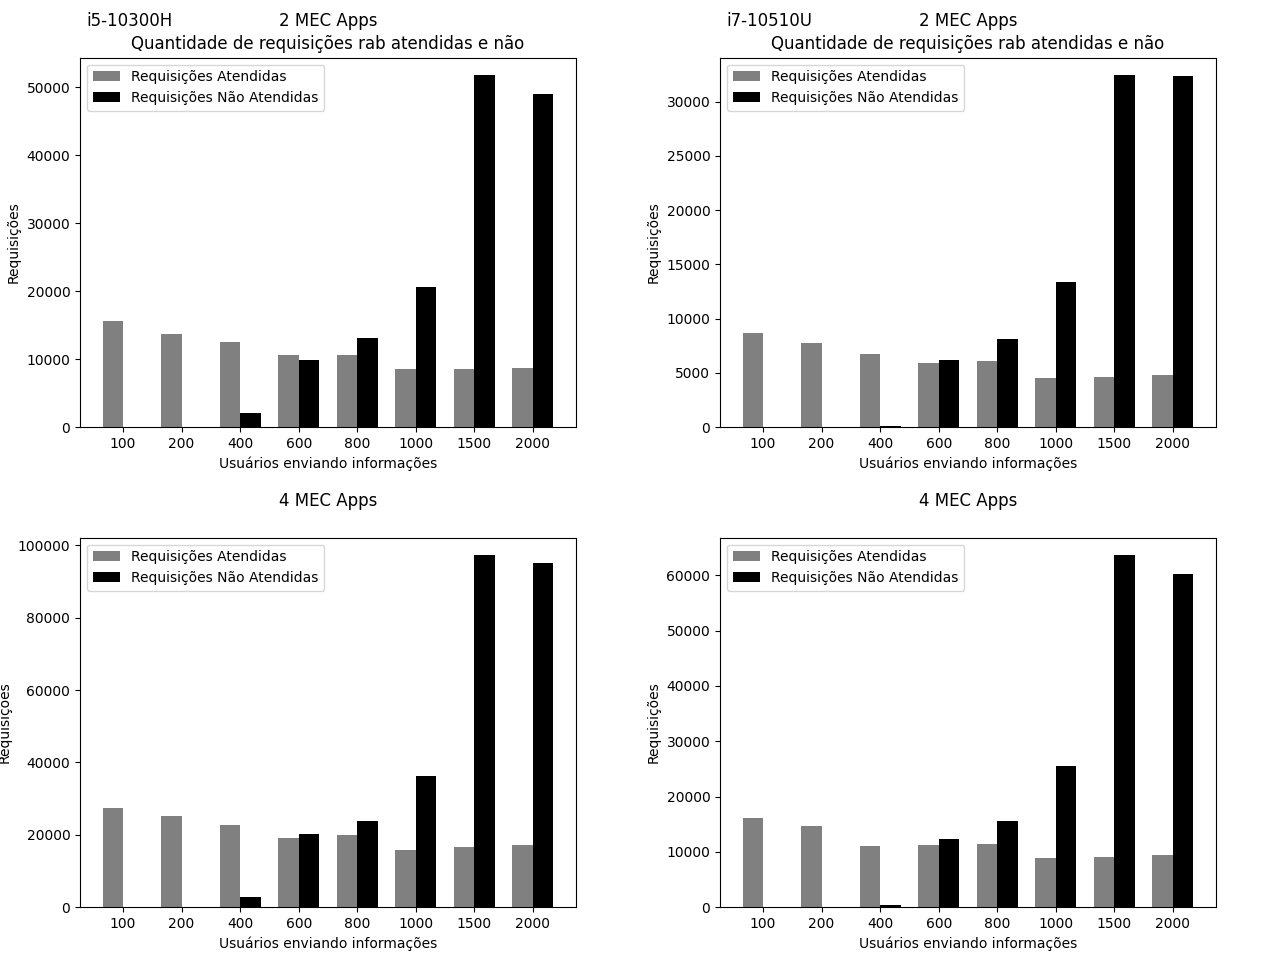 i5-10300H
2 MEC Apps
Quantidade de requisições rab atendidas e não
Requisições Atendidas
Requisições Não Atendidas
50000
40000
30000
20000
10000
0
Requisições
100 200 400 600 800 1000 1500 2000
Usuários enviando informações
i7-10510U
2 MEC Apps
Quantidade de requisições rab atendidas e não
Requisições Atendidas
Requisições Não Atendidas
30000
25000
20000
15000
10000
5000
0
Requisições
100 200 400 600 800 1000 1500 2000
Usuários enviando informações
4 MEC Apps
Requisições Atendidas
Requisições Não Atendidas
100000
80000
60000
40000
20000
0
Requisições
100 200 400 600 800 1000 1500 2000
Usuários enviando informações
4 MEC Apps
Requisições Atendidas
Requisições Não Atendidas
60000
50000
40000
30000
20000
10000
0
Requisições
100 200 400 600 800 1000 1500 2000
Usuários enviando informações